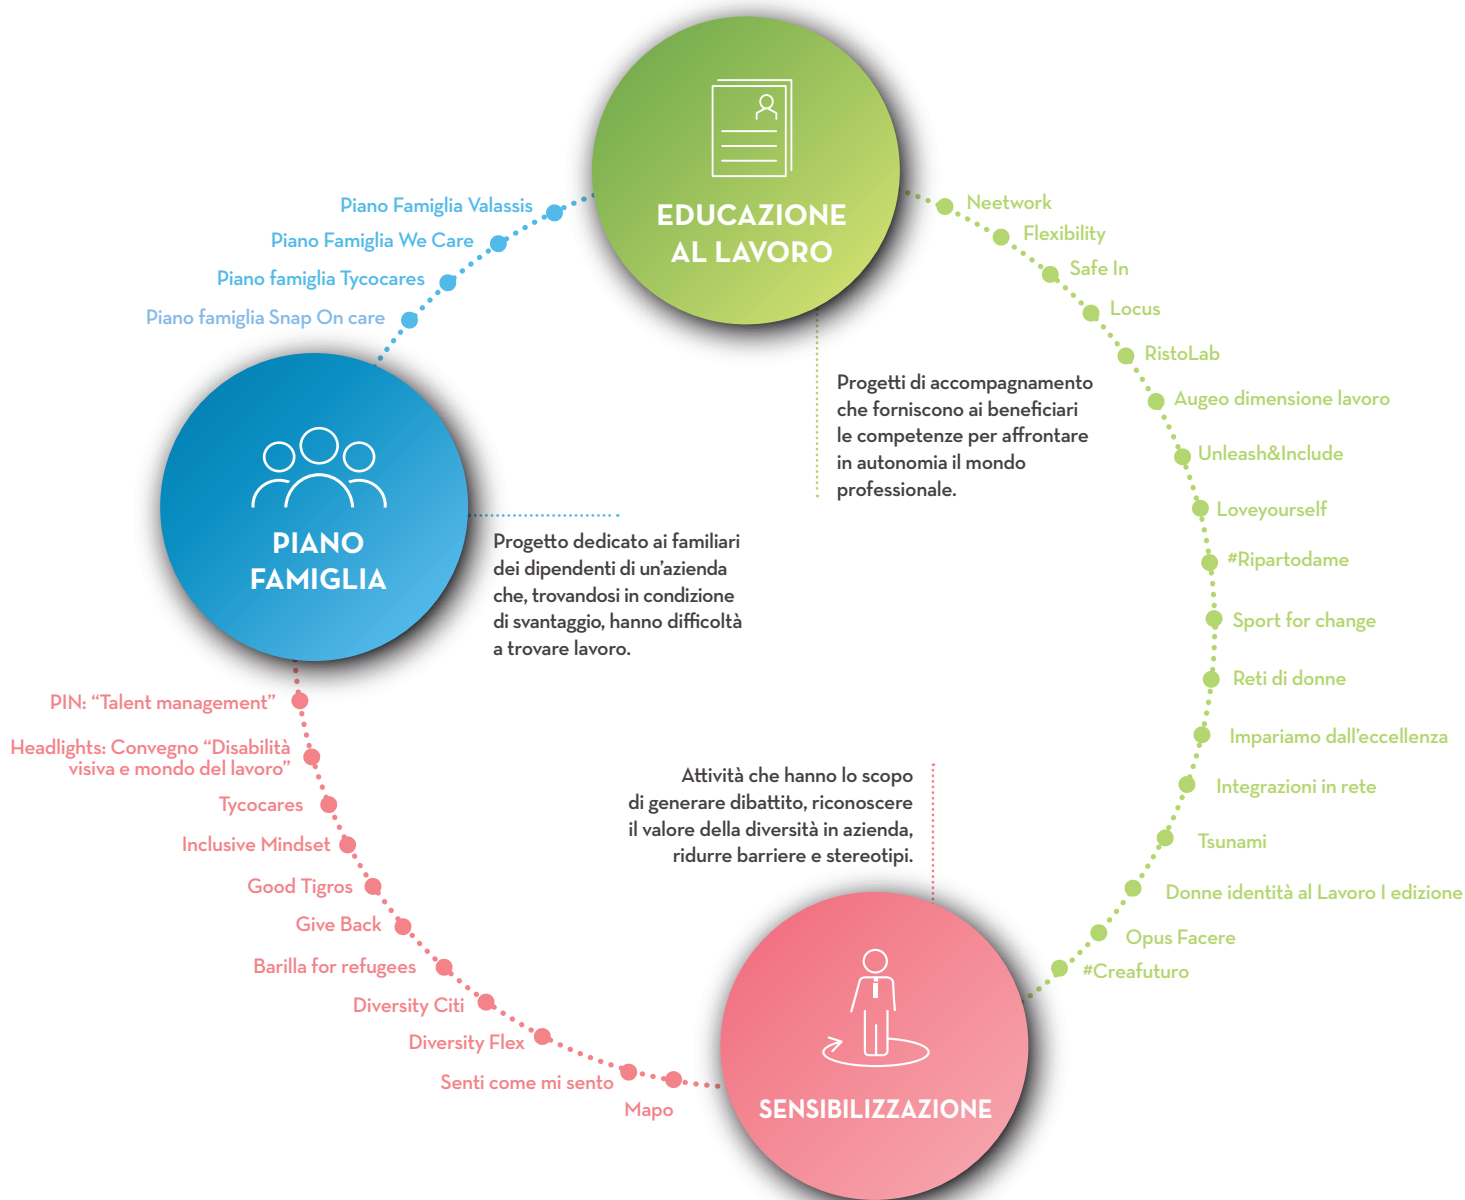 EDUCAZIONE
AL LAVORO
Progetti di accompagnamento
che forniscono ai beneficiari
le competenze per affrontare
in autonomia il mondo
professionale.
Neetwork
Flexibility
Safe In
Locus
RistoLab
Augeo dimensione lavoro
Unleash&Include
Loveyourself
#Ripartodame
Sport for change
Reti di donne
Impariamo dall'eccellenza
Integrazioni in rete
Tsunami
Donne identità al Lavoro I edizione
Opus Facere
#Creafuturo
Piano Famiglia Valassis
Piano Famiglia We Care
Piano famiglia Tycocares
Piano famiglia Snap On care
PIANO
FAMIGLIA
Progetto dedicato ai familiari
dei dipendenti di un'azienda
che, trovandosi in condizione
di svantaggio, hanno difficoltà
a trovare lavoro.
PIN: “Talent management”
Headlights: Convegno “Disabilità
visiva e mondo del lavoro”
Tycocares
Inclusive Mindset
Good Tigros
Give Back
Barilla for refugees
Diversity Citi
Diversity Flex
Senti come mi sento
Mapo
Attività che hanno lo scopo
di generare dibattito, riconoscere
il valore della diversità in azienda,
ridurre barriere e stereotipi.
SENSIBILIZZAZIONE